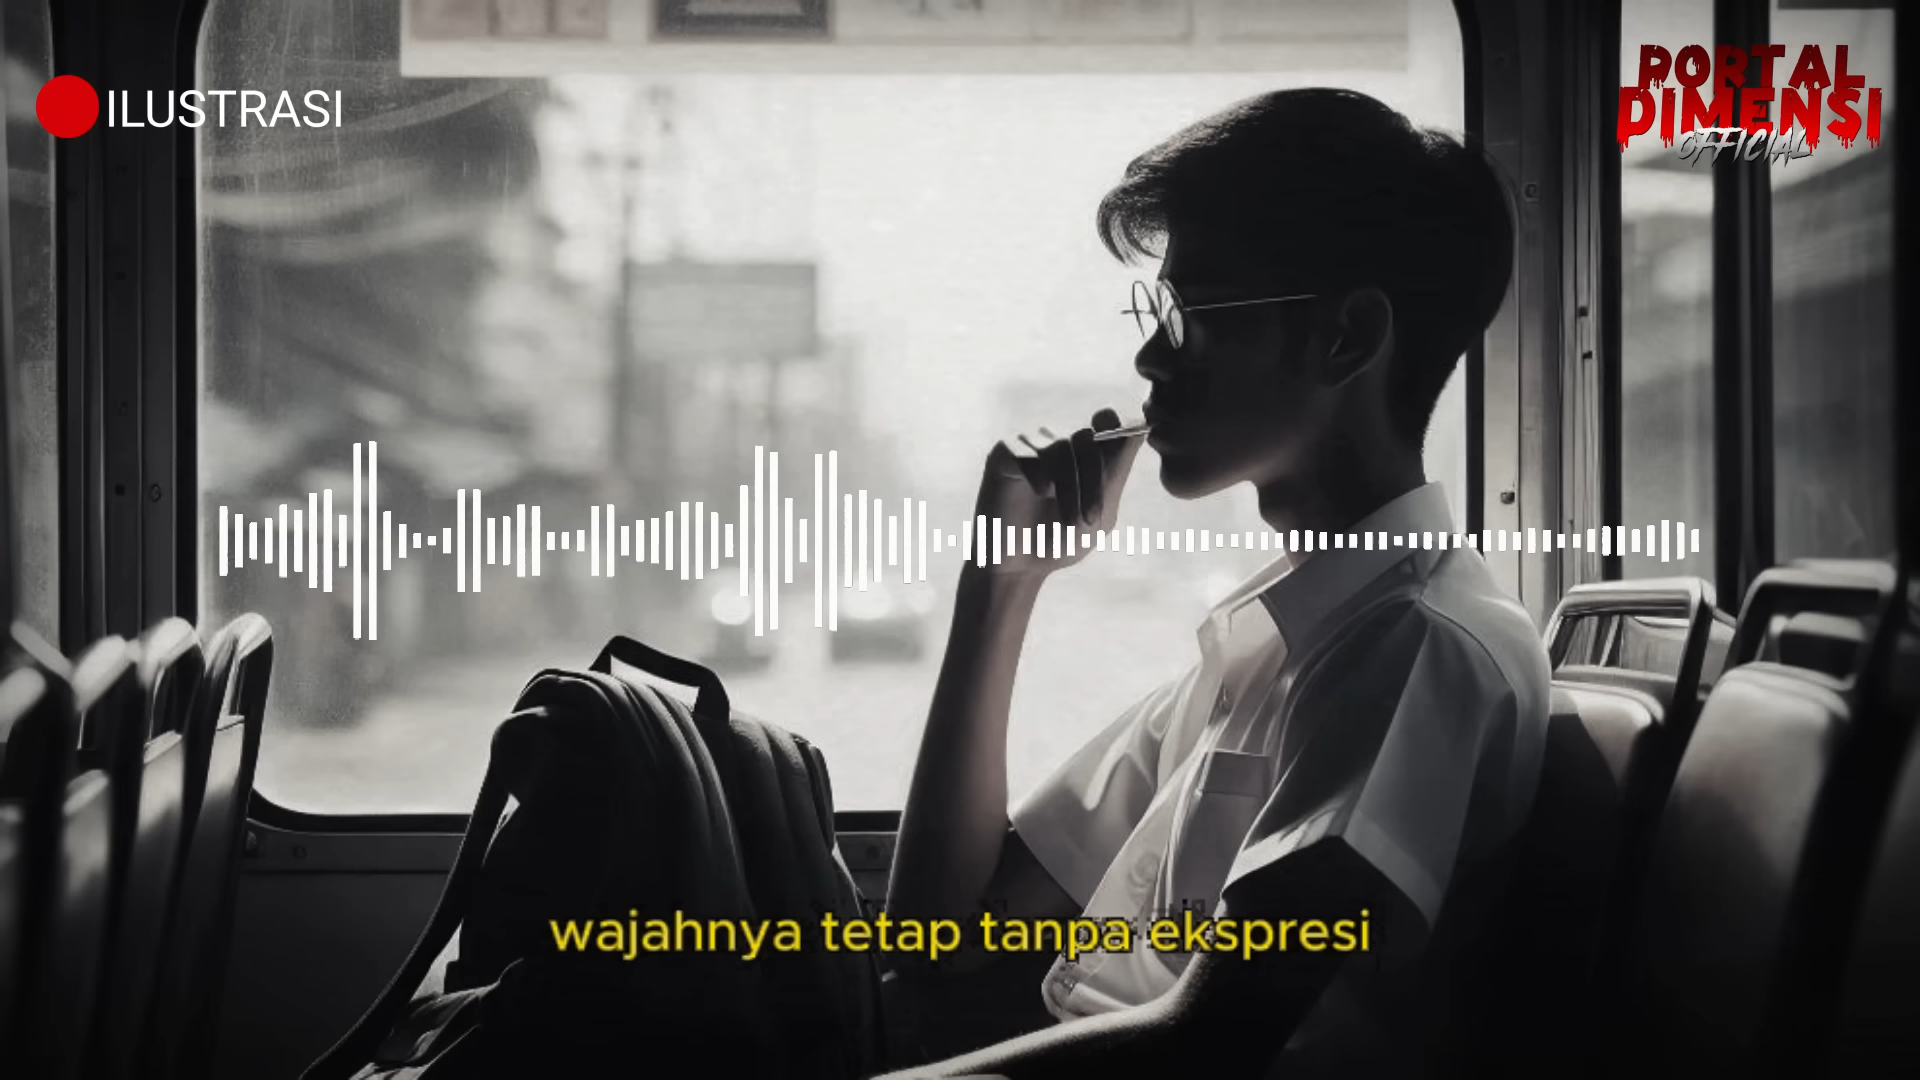 ILUSTRASI
PORTAL
DIMENSI
OFFICIAL
wajahnya tetap tanpa ekspresi